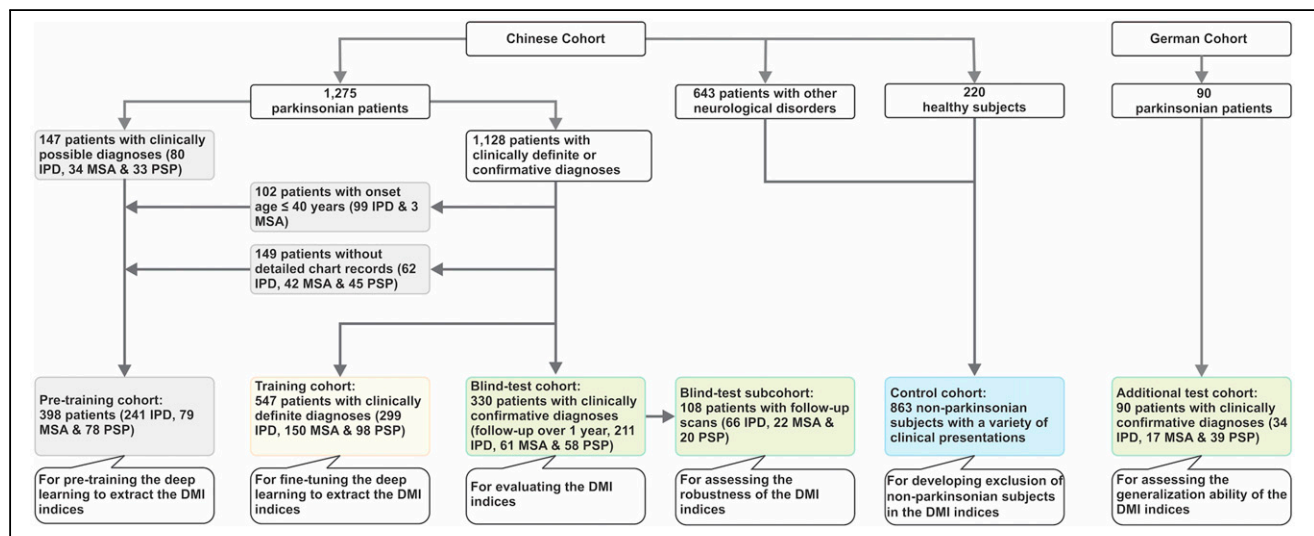 Chinese Cohort
German Cohort
1,275
parkinsonian patients
643 patients with other
neurological disorders
220
healthy subjects
90
parkinsonian patients
147 patients with clinically
possible diagnoses (80
IPD, 34 MSA & 33 PSP)
1,128 patients with
clinically definite or
confirmative diagnoses
102 patients with onset
age ≤ 40 years (99 IPD & 3
MSA)
149 patients without
detailed chart records (62
IPD, 42 MSA & 45 PSP)
Pre-training cohort:
398 patients (241 IPD, 79
MSA & 78 PSP)
Training cohort:
547 patients with clinically
definite diagnoses (299
IPD, 150 MSA & 98 PSP)
Blind-test cohort:
330 patients with clinically
confirmative diagnoses
(follow-up over 1 year, 211
IPD, 61 MSA & 58 PSP)
Blind-test subcohort:
108 patients with follow-up
scans (66 IPD, 22 MSA &
20 PSP)
Control cohort:
863 non-parkinsonian
subjects with a variety of
clinical presentations
Additional test cohort:
90 patients with clinically
confirmative diagnoses (34
IPD, 17 MSA & 39 PSP)
For pre-training the deep
learning to extract the DMI
indices
For fine-tuning the deep
learning to extract the DMI
indices
For evaluating the DMI
indices
For assessing the
robustness of the DMI
indices
For developing exclusion of
non-parkinsonian subjects
in the DMI indices
For assessing the
generalization ability of the
DMI indices